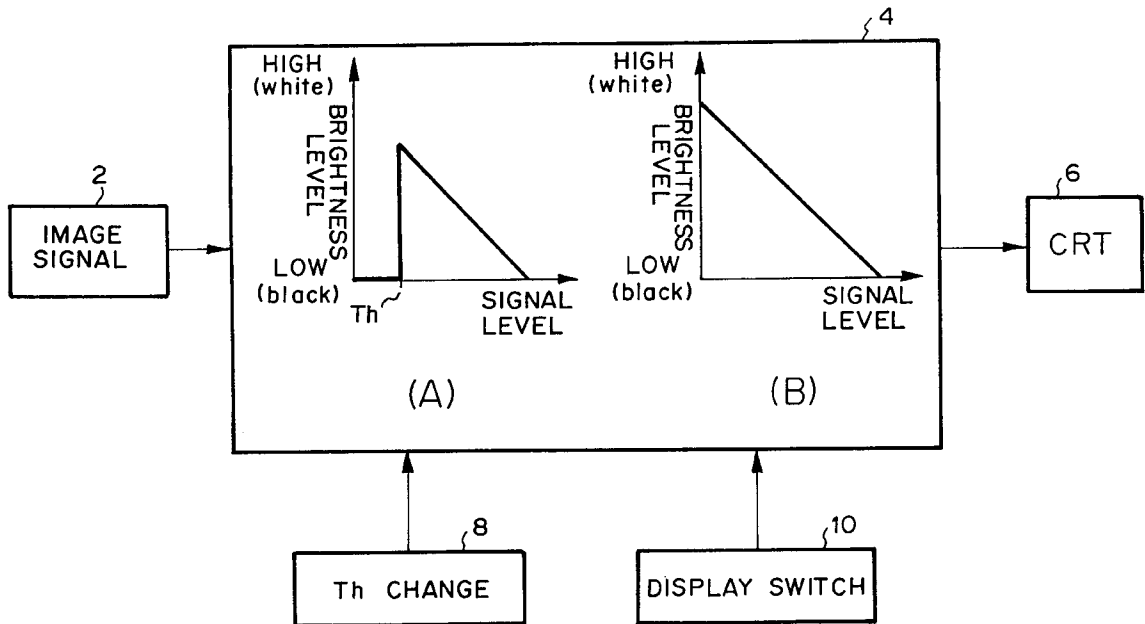 4
HIGH
(white)
BRIGHTNESS
LEVEL
LOW
(black)
Th
SIGNAL
LEVEL
(A)
HIGH
(white)
BRIGHTNESS
LEVEL
LOW
(black)
SIGNAL
LEVEL
(B)
2
IMAGE
SIGNAL
6
CRT
8
Th CHANGE
10
DISPLAY SWITCH